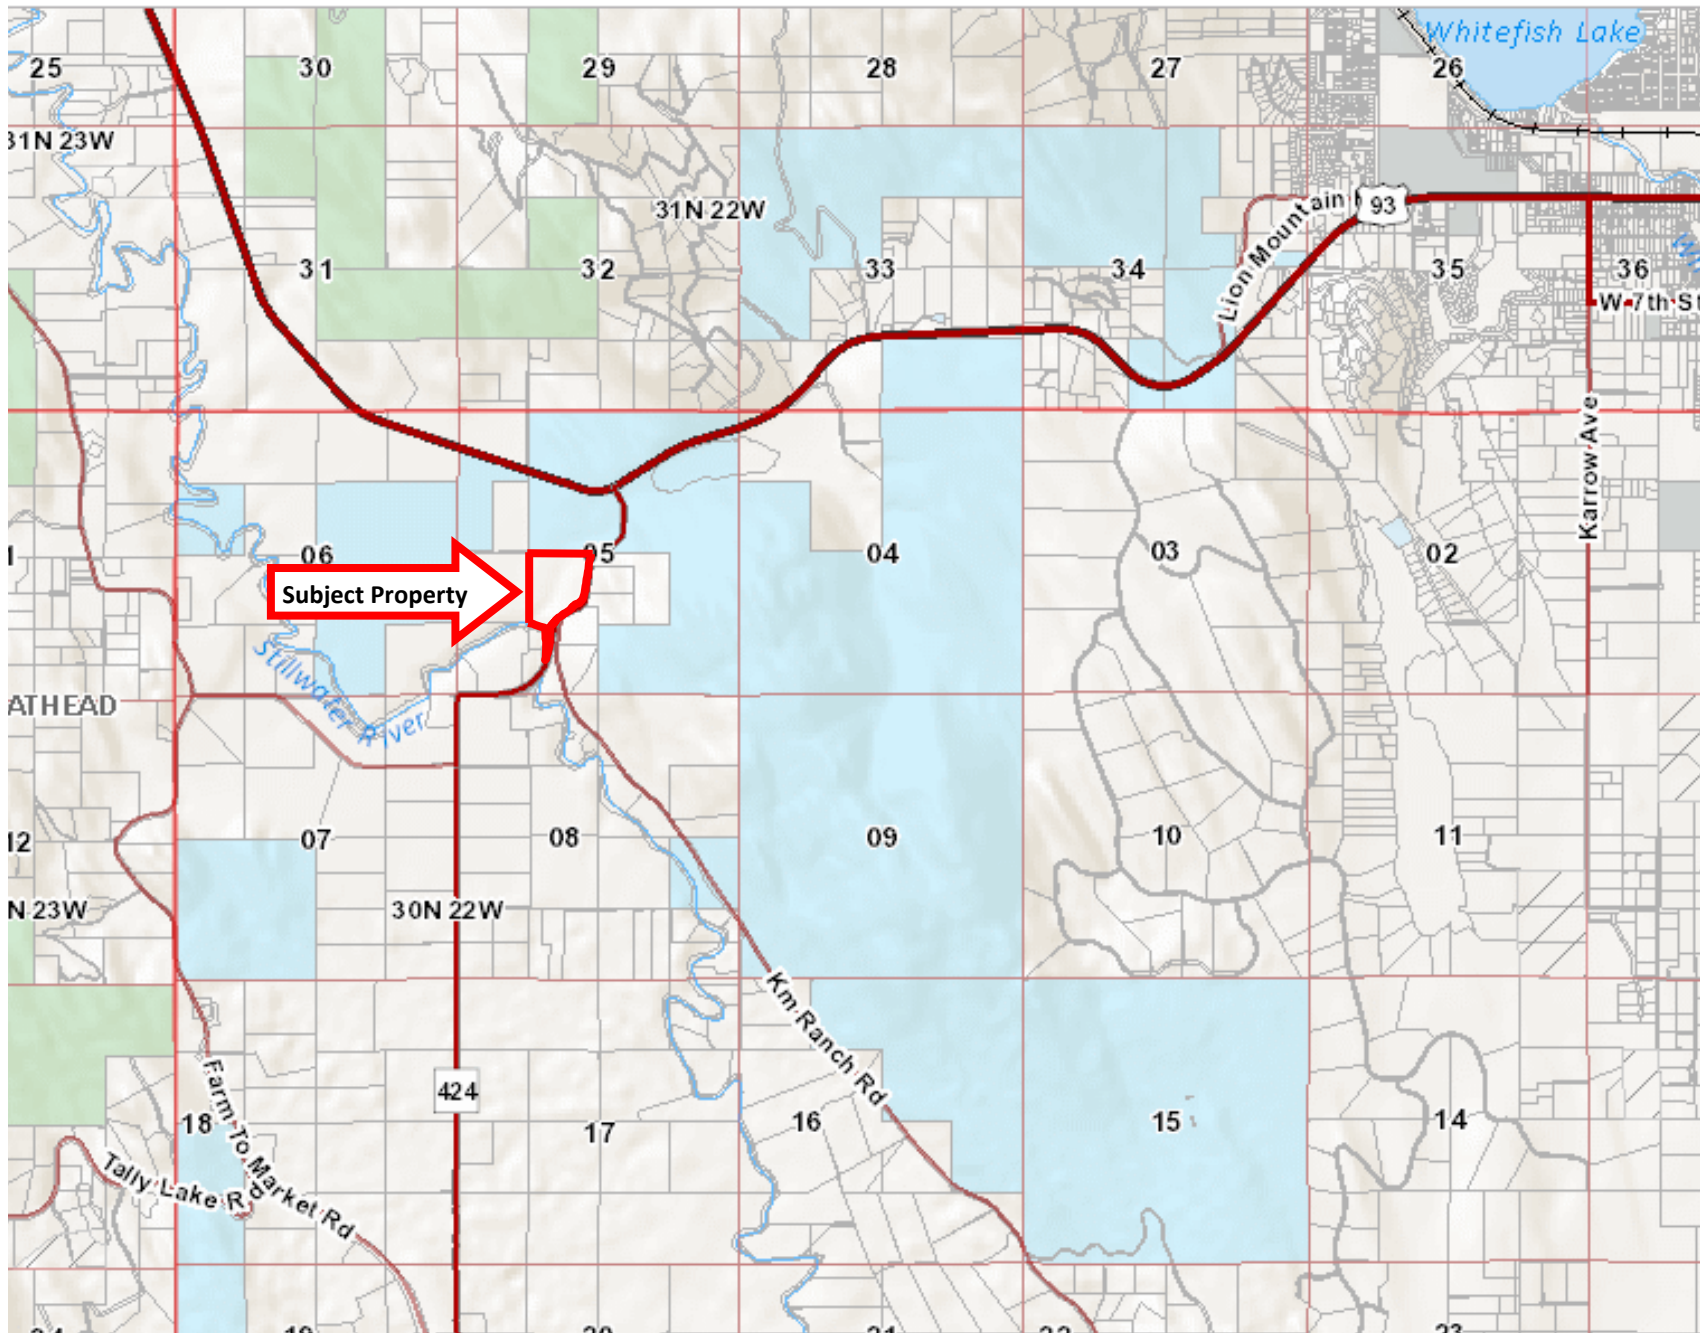 Whitefish Lake
25
30
29
28
27
26
31N 23W
31N 22W
93
Lion Mountain
31
32
33
34
35
36
W 7th St
Karrow Ave
06
05
04
03
02
Subject Property
Stillwater River
ATHEAD
07
08
09
10
11
12
N 23W
30N 22W
Km Ranch Rd
424
Farm To Market Rd
18
17
16
15
14
Tally Lake Rd